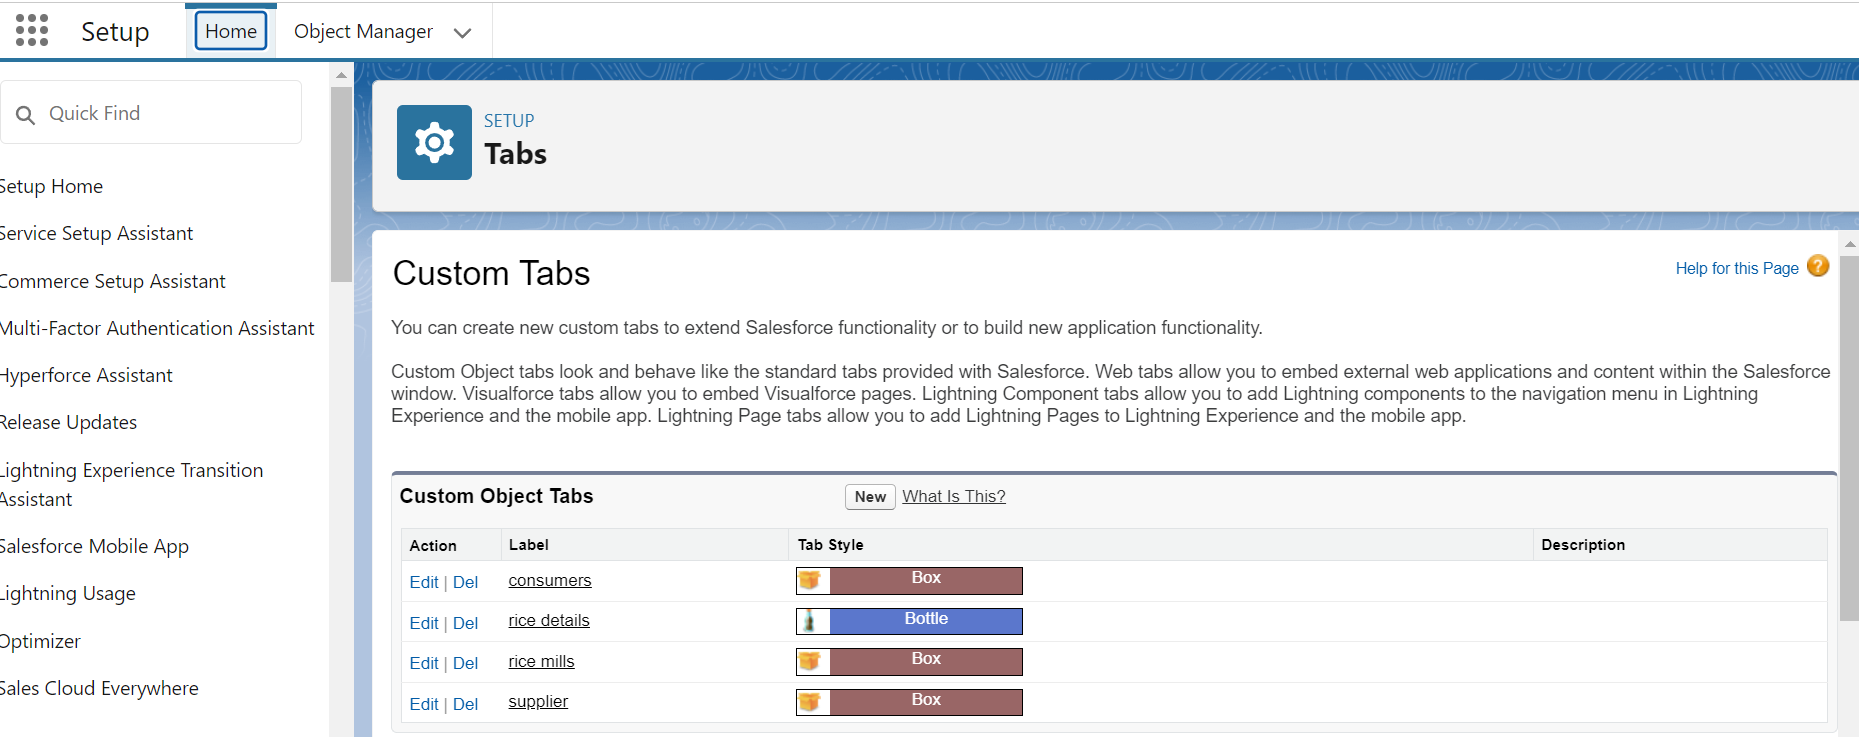 Setup
Home
Object Manager
Quick Find
Setup Home
Service Setup Assistant
Commerce Setup Assistant
Multi-Factor Authentication Assistant
Hyperforce Assistant
Release Updates
Lightning Experience Transition
Assistant
Salesforce Mobile App
Lightning Usage
Optimizer
Sales Cloud Everywhere
SETUP
Tabs
Custom Tabs
Help for this Page ?
You can create new custom tabs to extend Salesforce functionality or to build new application functionality.
Custom Object tabs look and behave like the standard tabs provided with Salesforce. Web tabs allow you to embed external web applications and content within the Salesforce
window. Visualforce tabs allow you to embed Visualforce pages. Lightning Component tabs allow you to add Lightning components to the navigation menu in Lightning
Experience and the mobile app. Lightning Page tabs allow you to add Lightning Pages to Lightning Experience and the mobile app.
Custom Object Tabs New What Is This?
Action Label Tab Style Description
Edit | Del consumers Box
Edit | Del rice details Bottle
Edit | Del rice mills Box
Edit | Del supplier Box